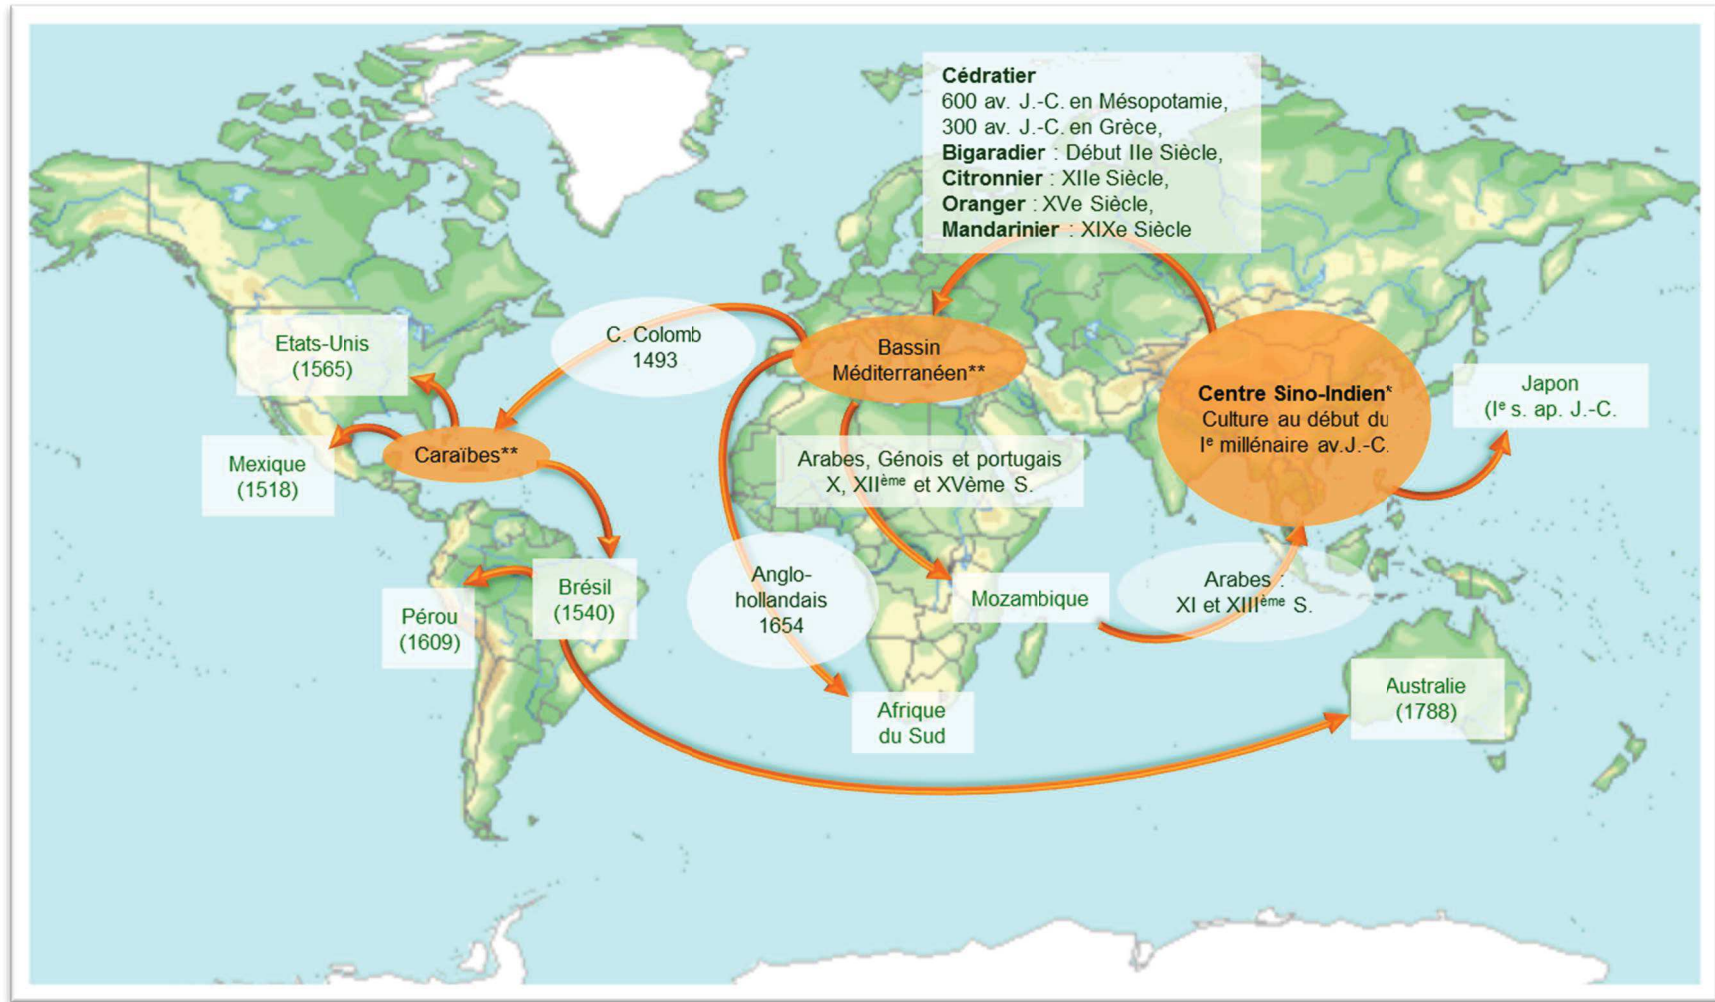 Cédratier
600 av. J.-C. en Mésopotamie,
300 av. J.-C. en Grèce,
Bigaradier : Début IIe Siècle,
Citronnier : XIIe Siècle,
Oranger : XVe Siècle,
Mandarinier : XIXe Siècle
C. Colomb
1493
Etats-Unis
(1565)
Bassin
Méditerranéen**
Centre Sino-Indien*
Culture au début du
Iᵉ millénaire av.J.-C.
Japon
(Iᵉ s. ap. J.-C.
Caraïbes**
Mexique
(1518)
Arabes, Génois et portugais
X, XIIᵉᵐᵉ et XVème S.
Anglo-
hollandais
1654
Brésil
(1540)
Pérou
(1609)
Mozambique
Arabes :
XI et XIIIᵉᵐᵉ S.
Australie
(1788)
Afrique
du Sud